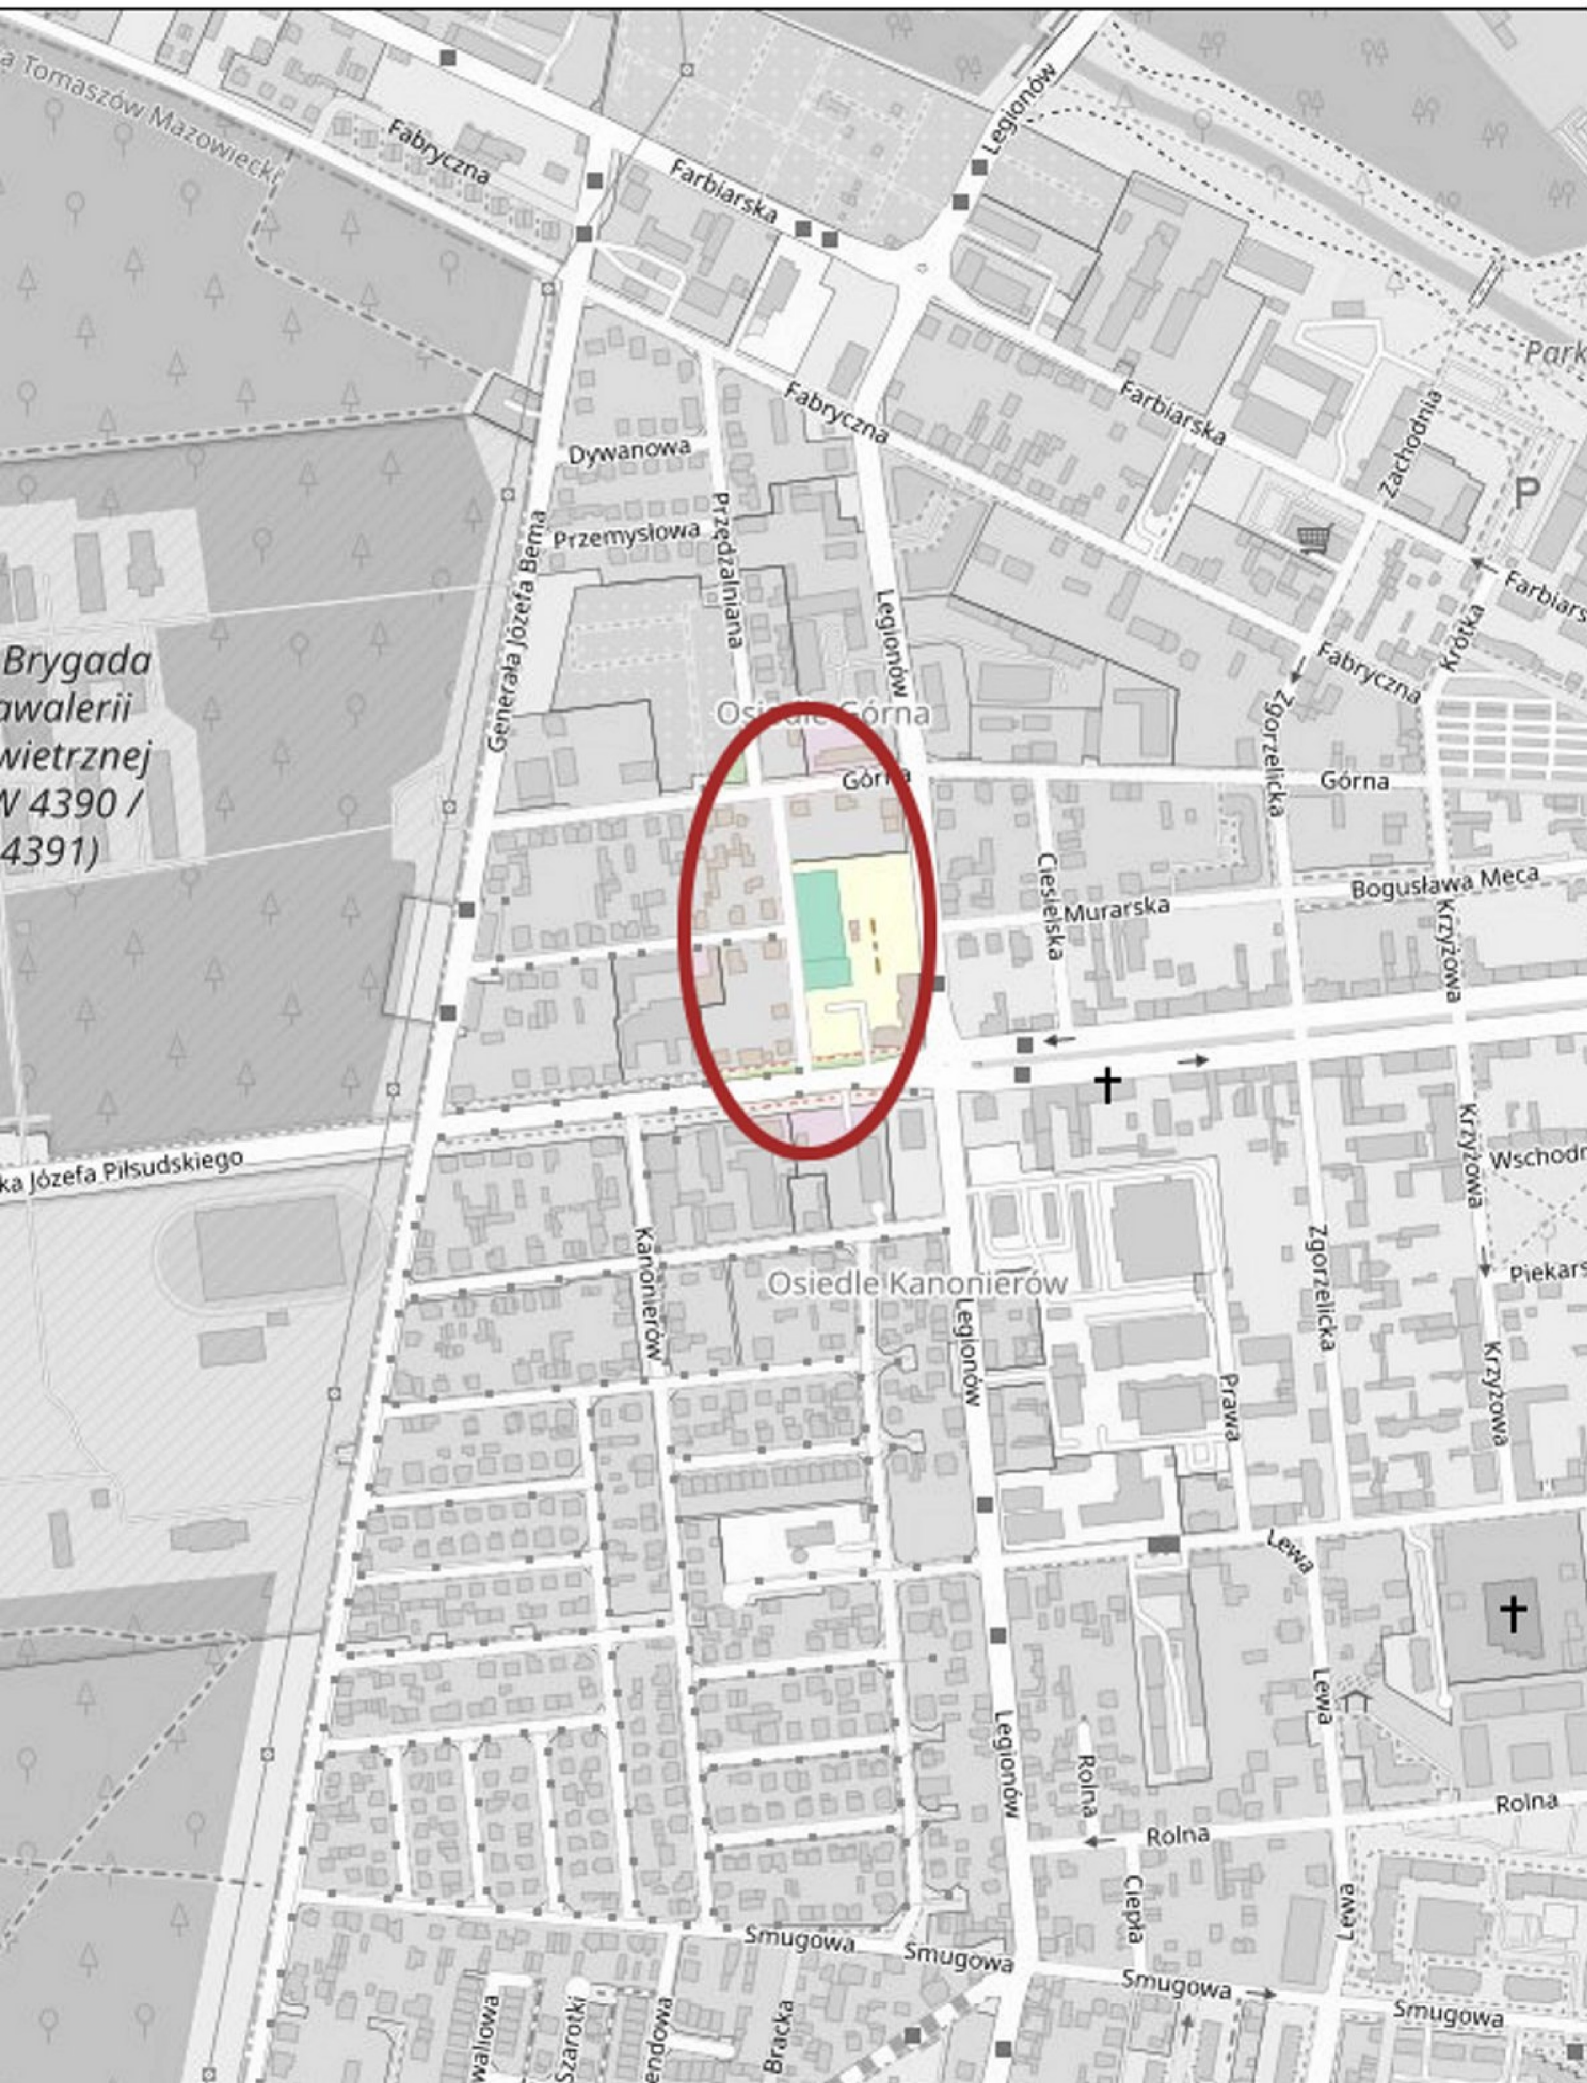 a Tomaszów Mazowiecki
Fabryczna
Farbiarska
Legionów
Park
Fabryczna
Farbiarska
Zachodnia
P
Dywanowa
Przemysłowa
Przędzalniana
Generała Józefa Bema
Legionów
Farbiars
Krótka
Fabryczna
Brygada
awalerii
wietrznej
W 4390 /
4391)
Osiedle Górna
Zgorzelicka
Górna
Górna
Ciesielska
Murarska
Bogusława Meca
Krzyżowa
ka Józefa Piłsudskiego
Krzyżowa
Wschodn
Kanonierów
Osiedle Kanonierów
Zgorzelicka
Piekars
Legionów
Prawa
Krzyżowa
Lewa
Lewa
Legionów
Rolna
Rolna
Rolna
Ciepła
Lewa
Smugowa
Smugowa
Smugowa
Smugowa
waliowa
Szarotki
endowa
Bracka